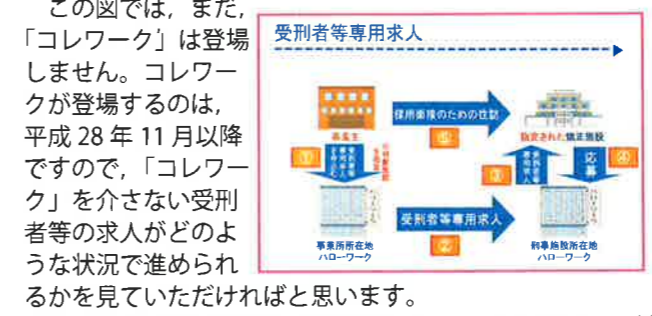 この図では，まだ，
「コレワーク」は登場
しません。コレワー
クが登場するのは，
平成 28 年 11 月以降
ですので，「コレワー
ク」を介さない受刑
者等の求人がどのよ
うな状況で進められ
るかを見ていただければと思います。
受刑者等専用求人
採用面接のための世話
⑤
事業主
指定された矯正施設
①
③
応募
④
受刑者等専用求人
②
事業所所在地
ハローワーク
刑事施設所在地
ハローワーク